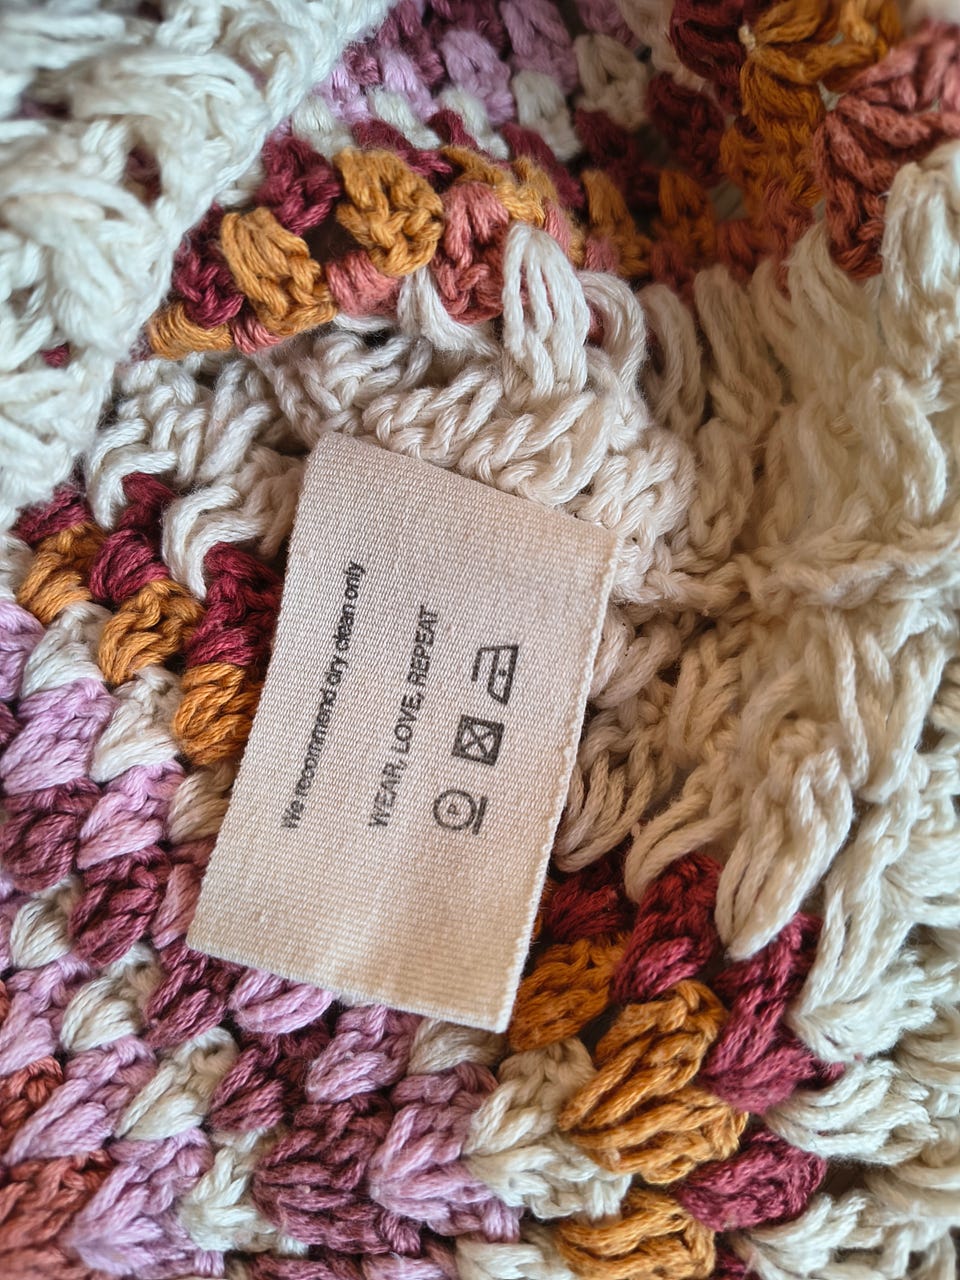 We recommend dry clean only
WEAR, LOVE, REPEAT
P